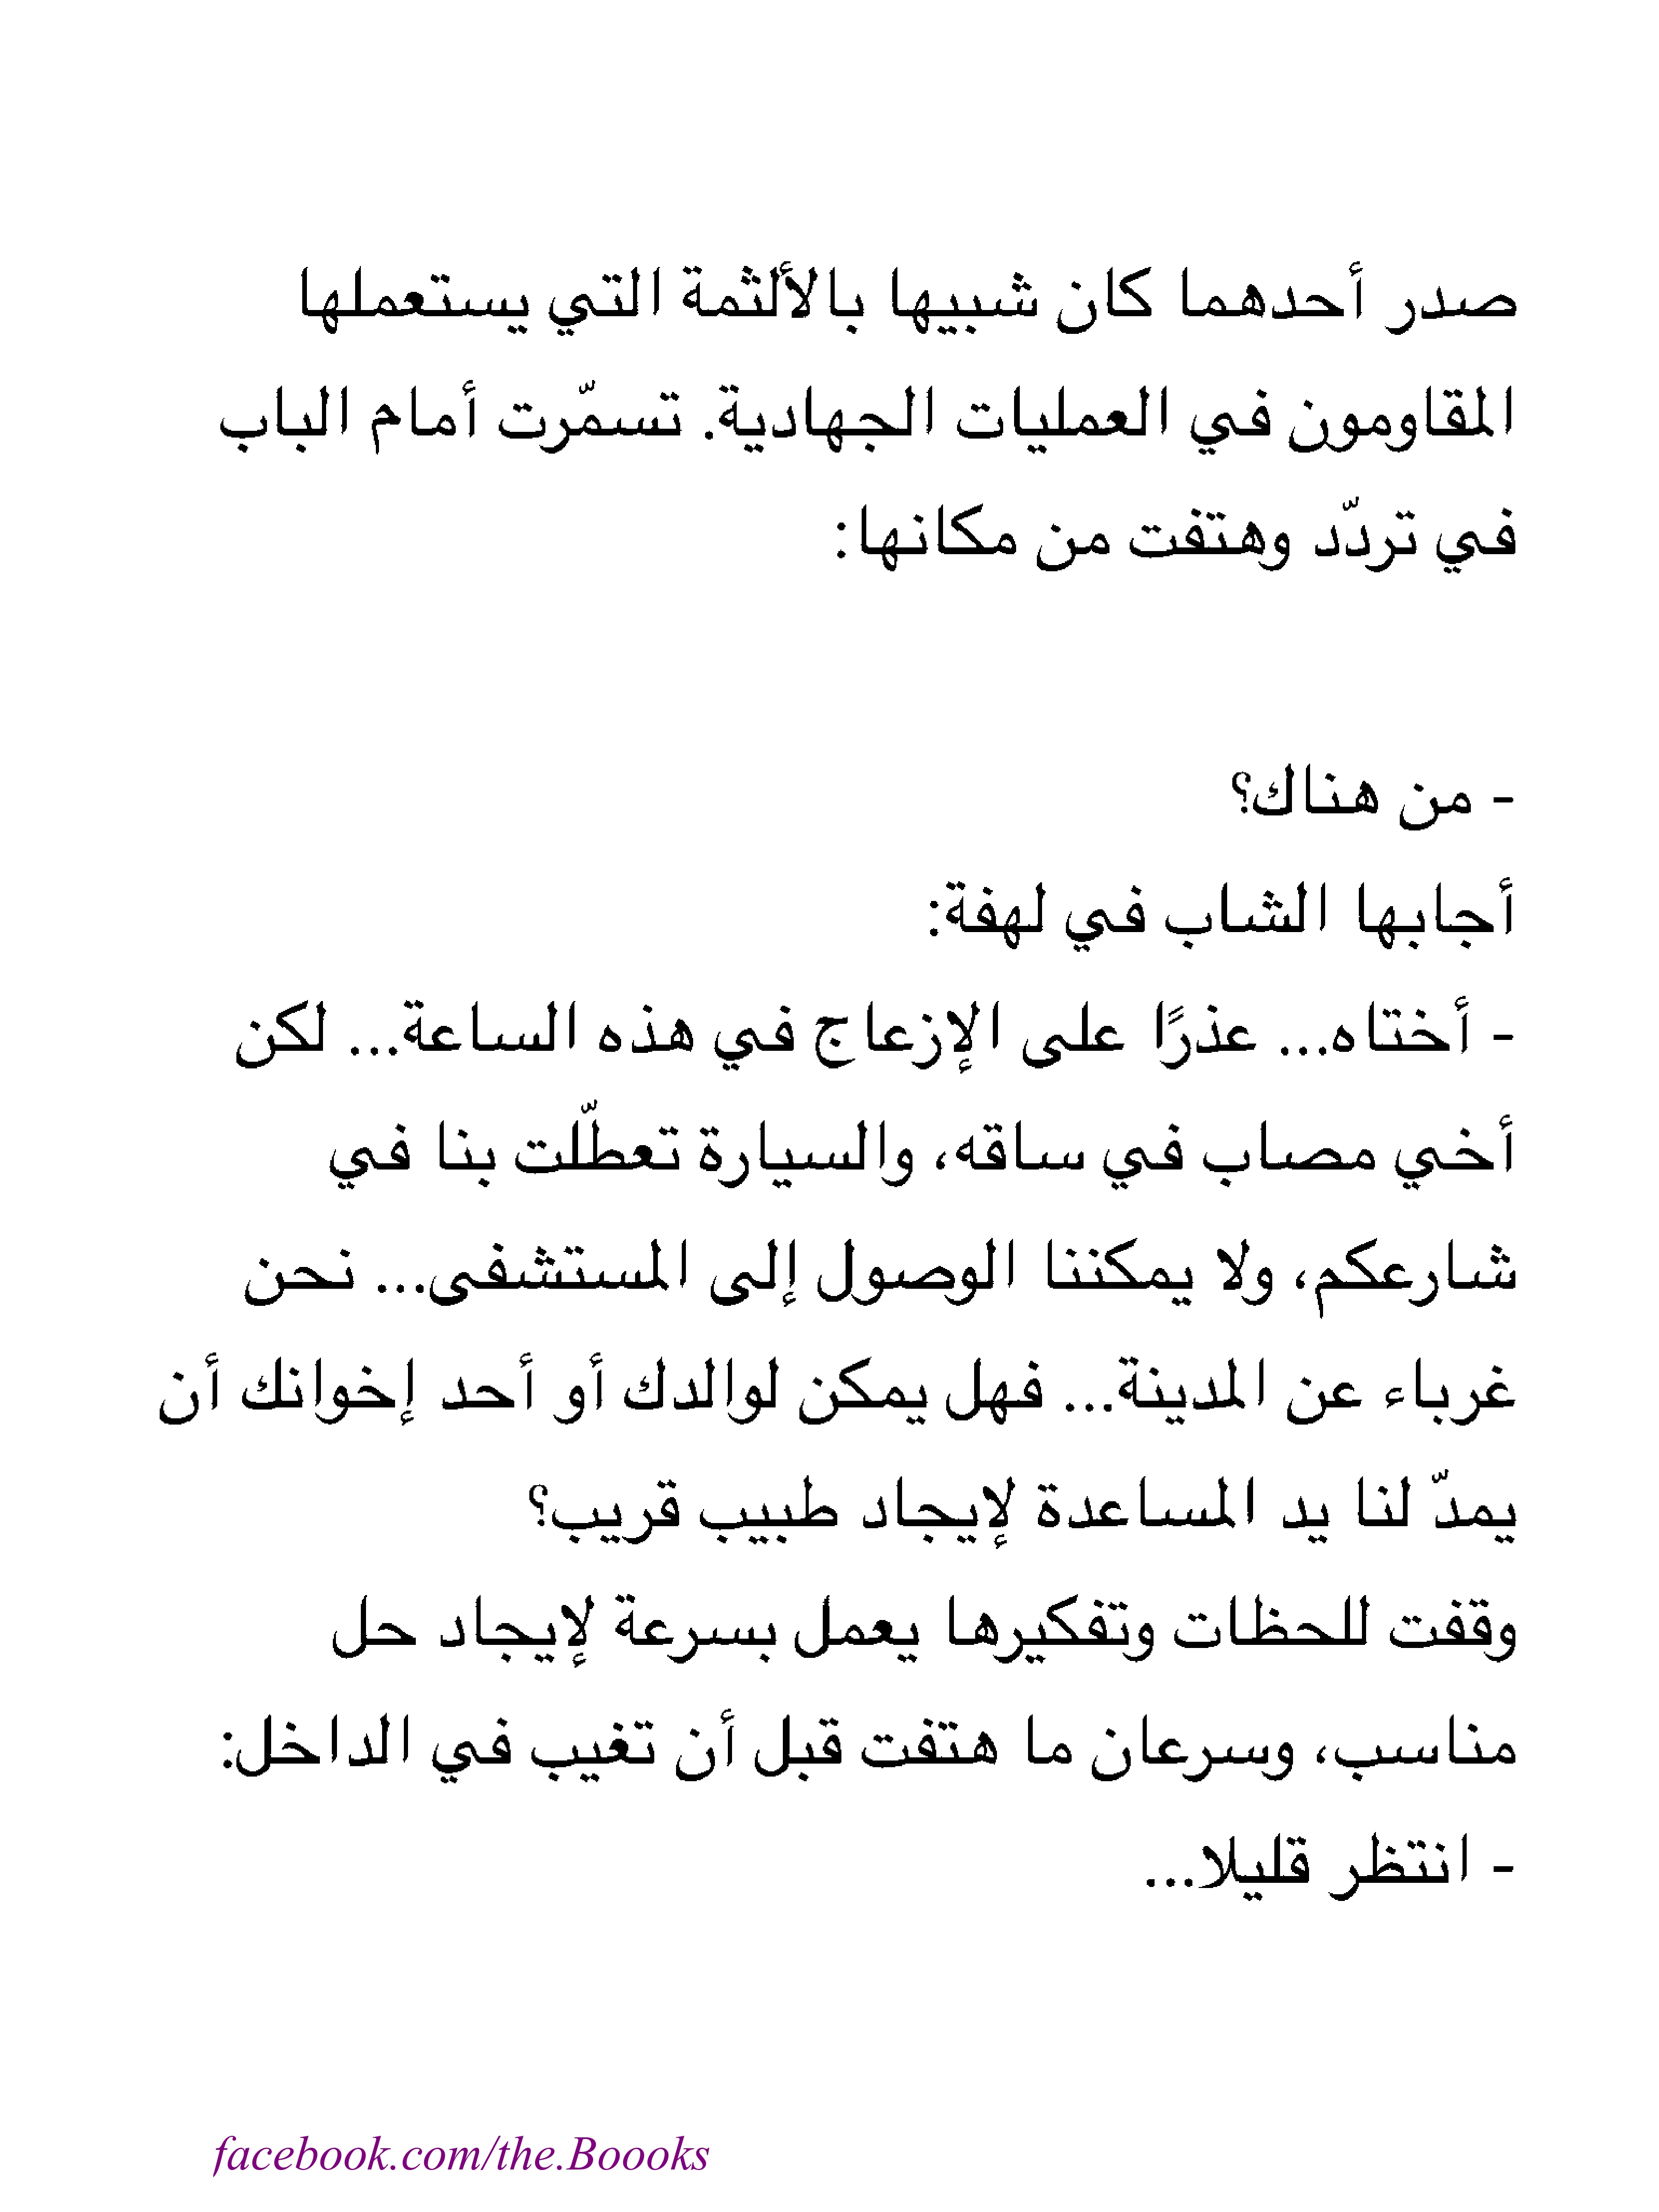 صدر أحدهما كان شبيها بالألثمة التي يستعملها
المقاومون في العمليات الجهادية. تسمّرت أمام الباب
في تردّد وهتفت من مكانها:
- من هناك؟
أجابها الشاب في لهفة:
- أختاه... عذرًا على الإزعاج في هذه الساعة... لكن
أخي مصاب في ساقه، والسيارة تعطّلت بنا في
شارعكم، ولا يمكننا الوصول إلى المستشفى... نحن
غرباء عن المدينة... فهل يمكن لوالدك أو أحد إخوانك أن
يمدّ لنا يد المساعدة لإيجاد طبيب قريب؟
وقفت للحظات وتفكيرها يعمل بسرعة لإيجاد حل
مناسب، وسرعان ما هتفت قبل أن تغيب في الداخل:
- انتظر قليلا...
facebook.com/the.Boooks